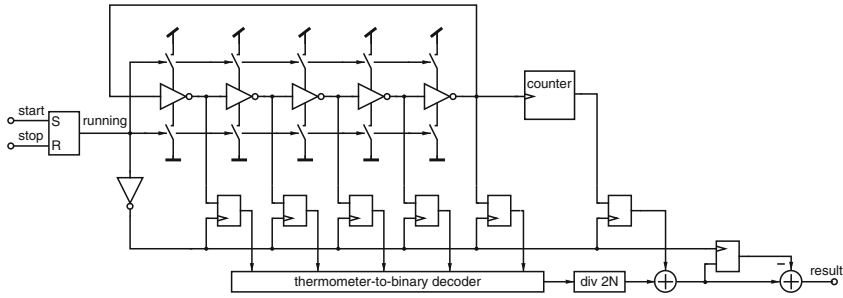 counter
start
S
running
stop
R
thermometer-to-binary decoder
div 2N
−
result